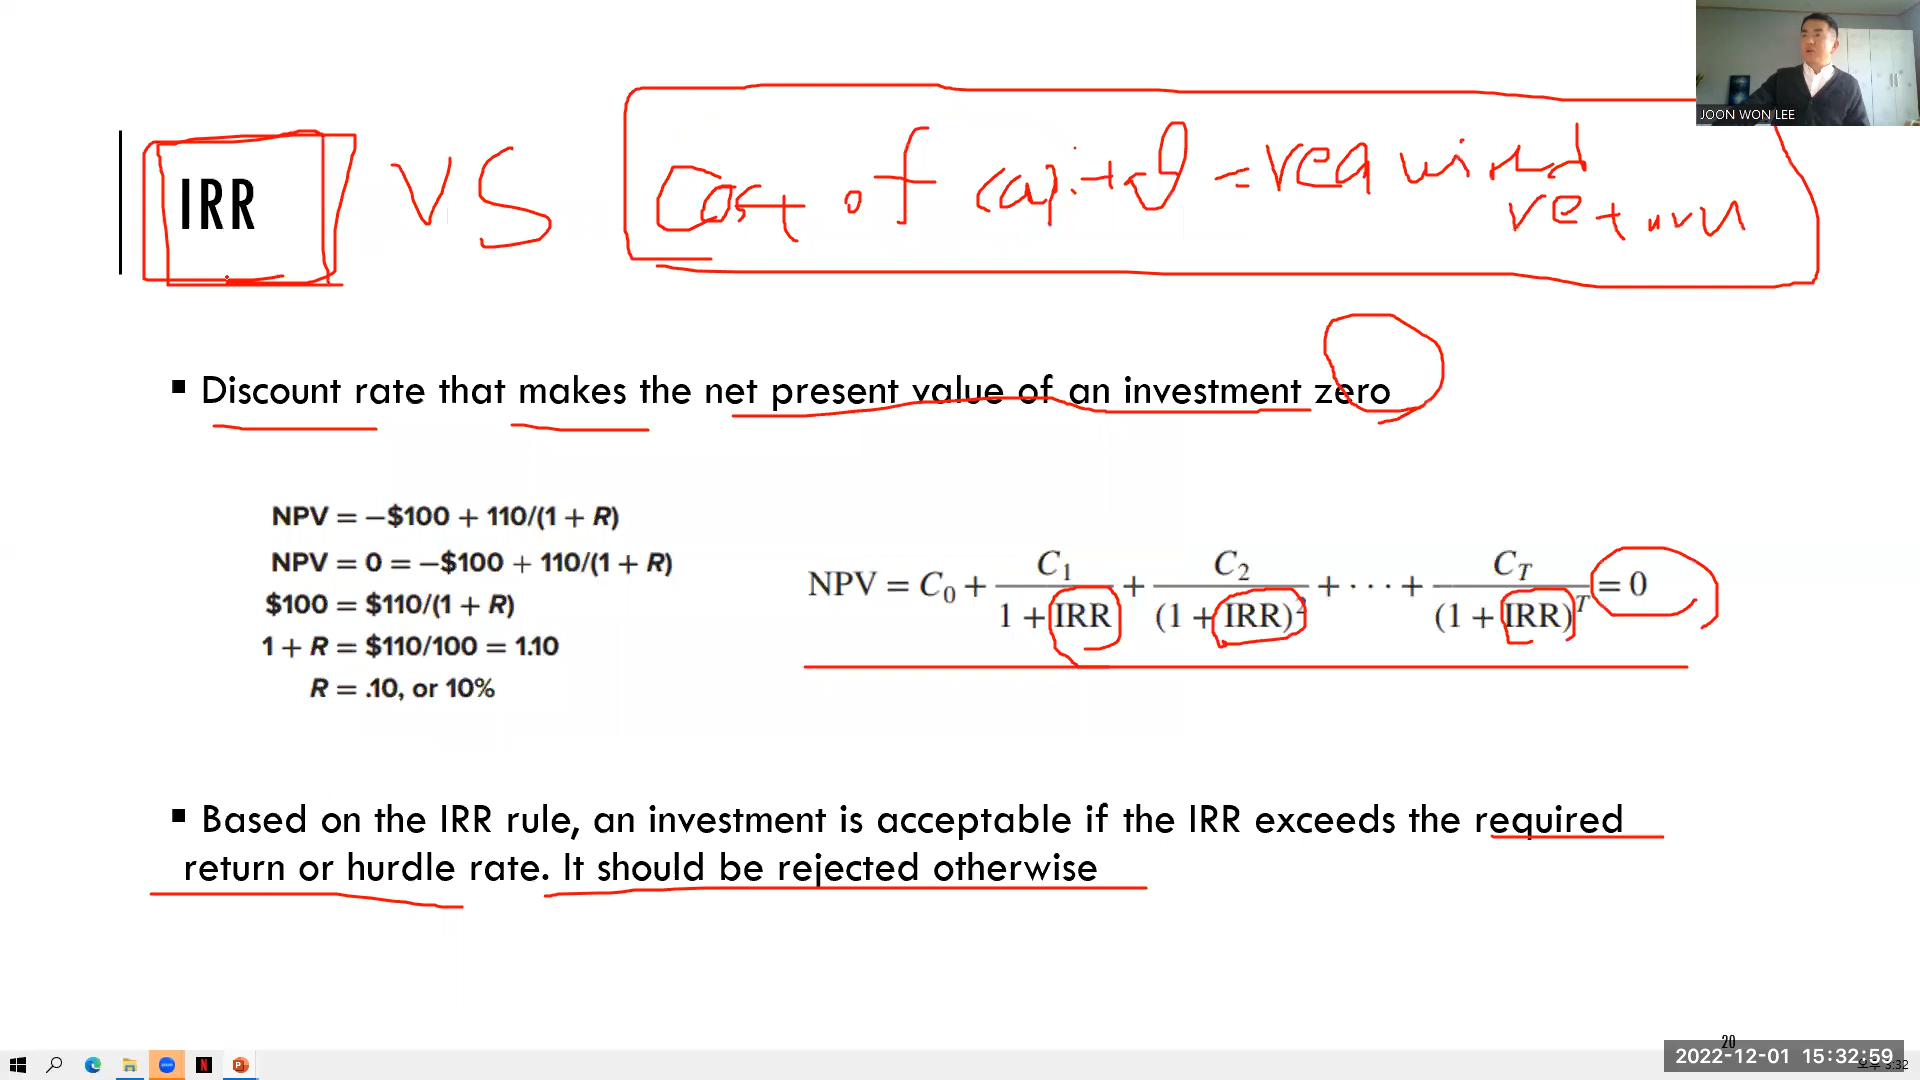 JOON WON LEE
IRR VS Cost of capital = required
return
▪ Discount rate that makes the net present value of an investment zero
NPV = −$100 + 110/(1 + R)
NPV = 0 = −$100 + 110/(1 + R)
$100 = $110/(1 + R)
1 + R = $110/100 = 1.10
R = .10, or 10%
NPV = C₀ + C₁/(1 + IRR) + C₂/(1 + IRR)² + · · · + C_T/(1 + IRR)^T = 0
▪ Based on the IRR rule, an investment is acceptable if the IRR exceeds the required
return or hurdle rate. It should be rejected otherwise
20
2022-12-01 15:32:59